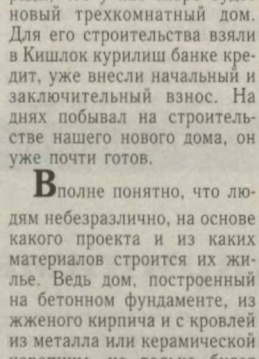 новый трехкомнатный дом.
Для его строительства взяли
в Кишлок курилиш банке кре-
дит, уже внесли начальный и
заключительный взнос. На
днях побывал на строитель-
стве нашего нового дома, он
уже почти готов.
Вполне понятно, что лю-
дям небезразлично, на основе
какого проекта и из каких
материалов строится их жи-
лье. Ведь дом, построенный
на бетонном фундаменте, из
жженого кирпича и с кровлей
из металла или керамической